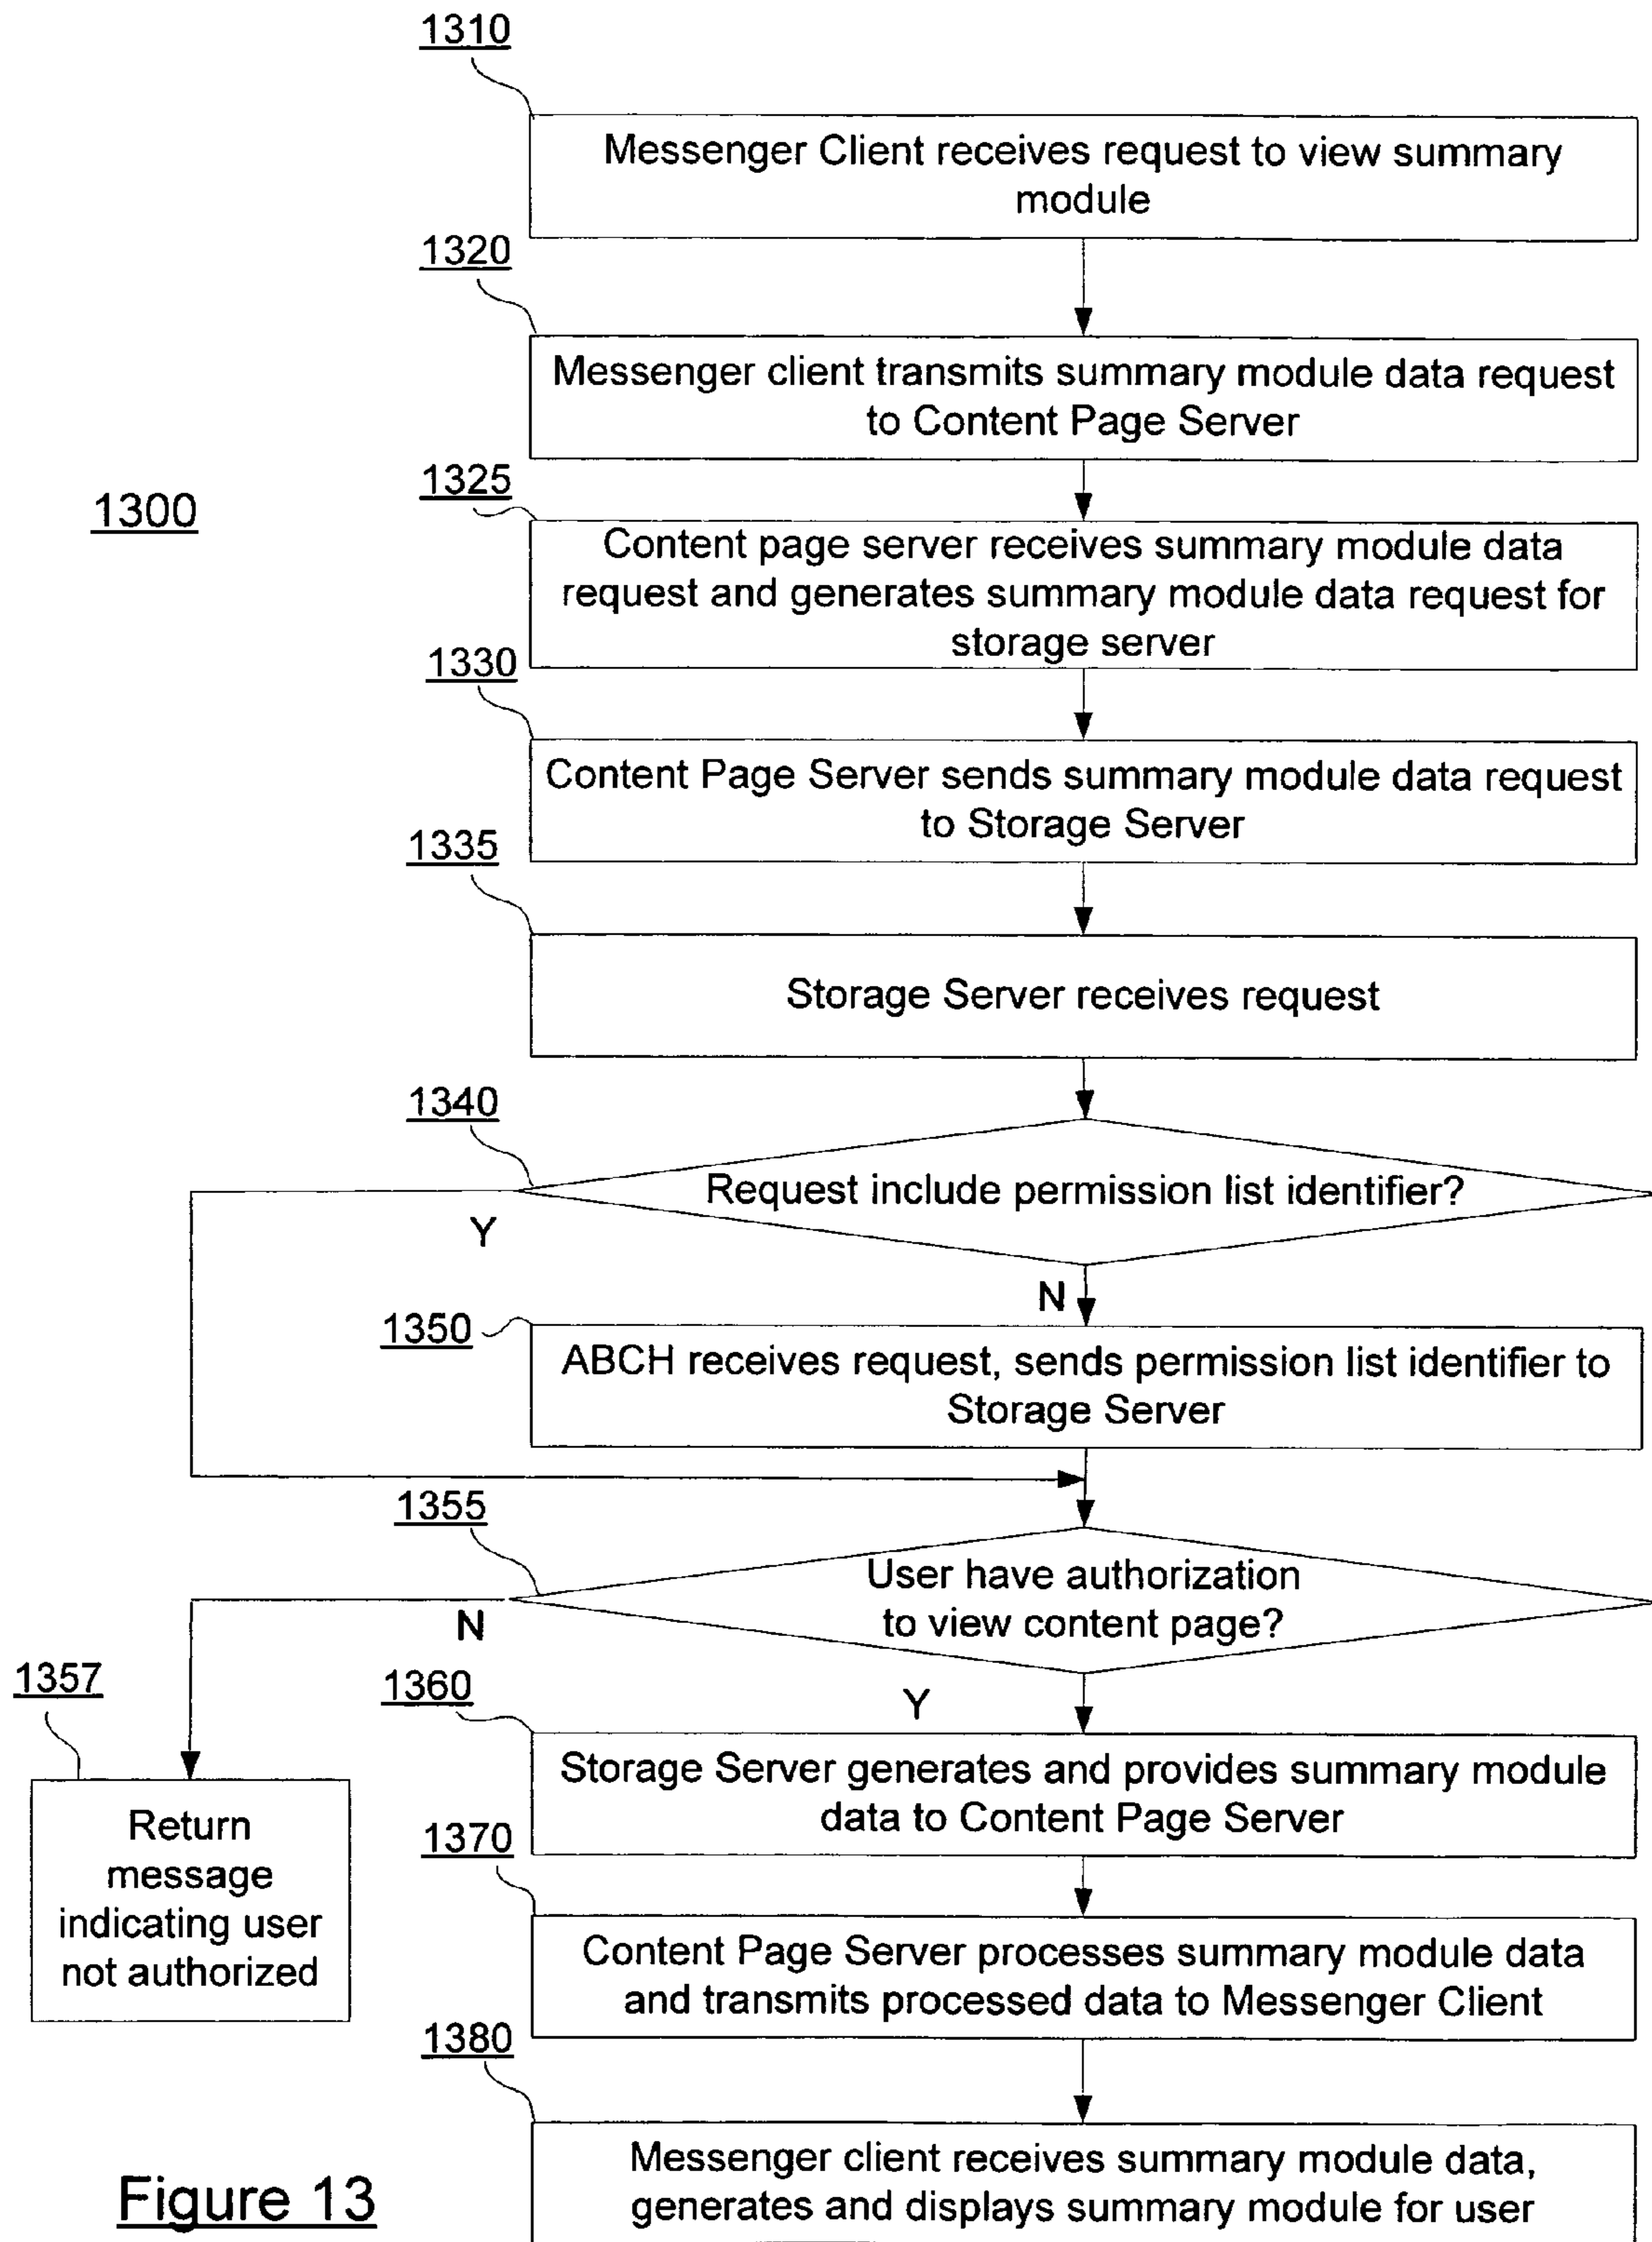 1310
Messenger Client receives request to view summary
module
1320
Messenger client transmits summary module data request
to Content Page Server
1300
1325
Content page server receives summary module data
request and generates summary module data request for
storage server
1330
Content Page Server sends summary module data request
to Storage Server
1335
Storage Server receives request
1340
Request include permission list identifier?
Y
N
1350
ABCH receives request, sends permission list identifier to
Storage Server
1355
User have authorization
to view content page?
N
Y
1357
Return
message
indicating user
not authorized
1360
Storage Server generates and provides summary module
data to Content Page Server
1370
Content Page Server processes summary module data
and transmits processed data to Messenger Client
1380
Messenger client receives summary module data,
generates and displays summary module for user
Figure 13